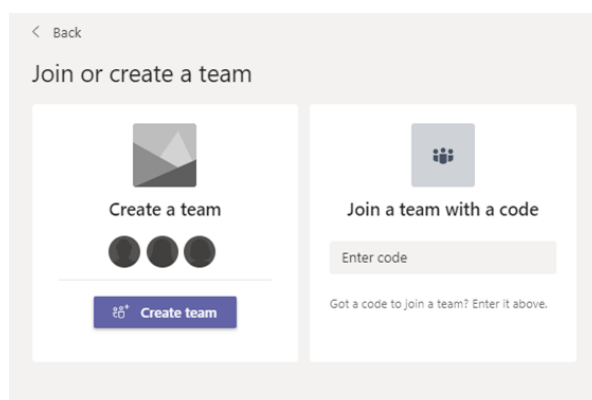 Back
Join or create a team
Create a team
Create team
Join a team with a code
Enter code
Got a code to join a team? Enter it above.